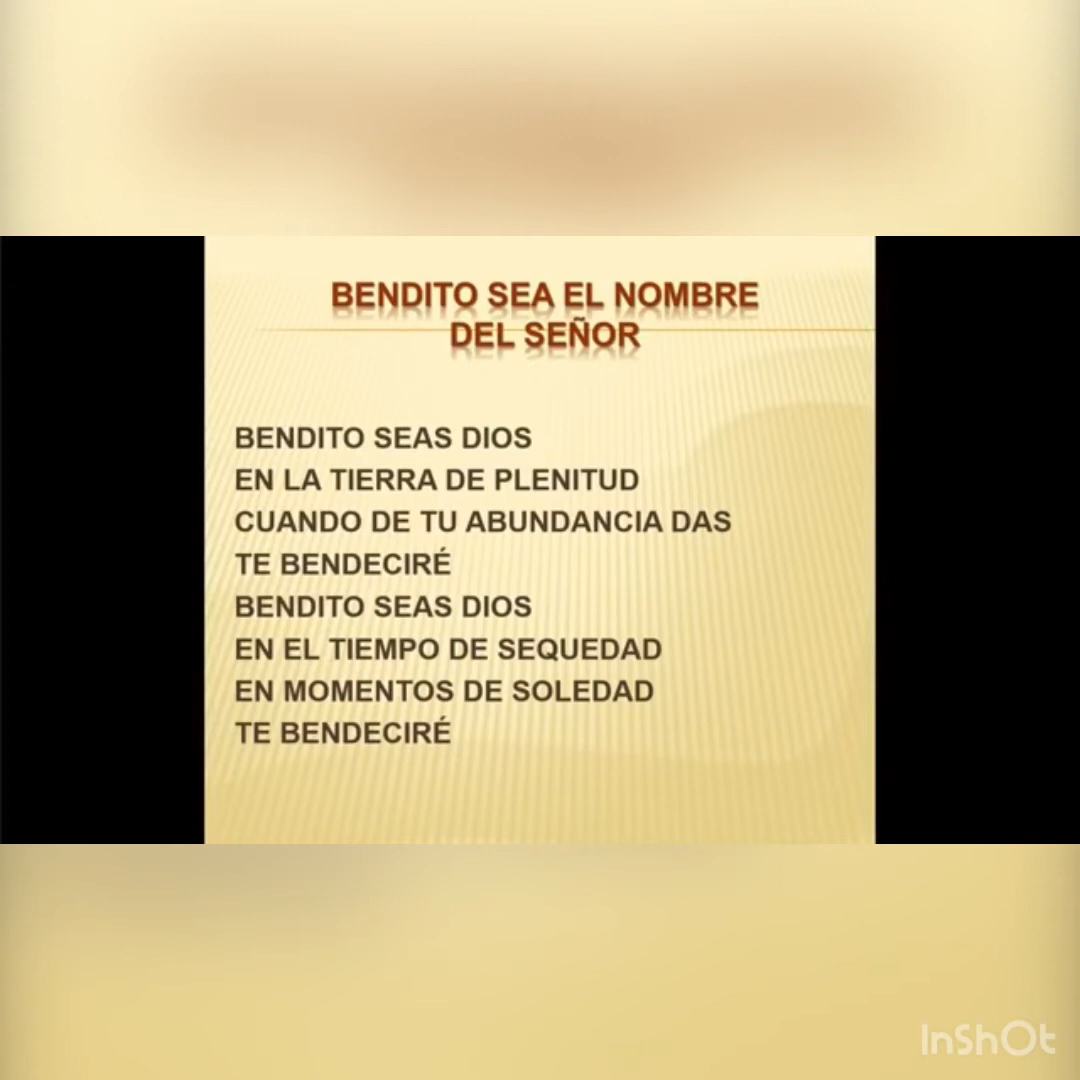 BENDITO SEA EL NOMBRE
DEL SEÑOR
BENDITO SEAS DIOS
EN LA TIERRA DE PLENITUD
CUANDO DE TU ABUNDANCIA DAS
TE BENDECIRÉ
BENDITO SEAS DIOS
EN EL TIEMPO DE SEQUEDAD
EN MOMENTOS DE SOLEDAD
TE BENDECIRÉ
InShOt